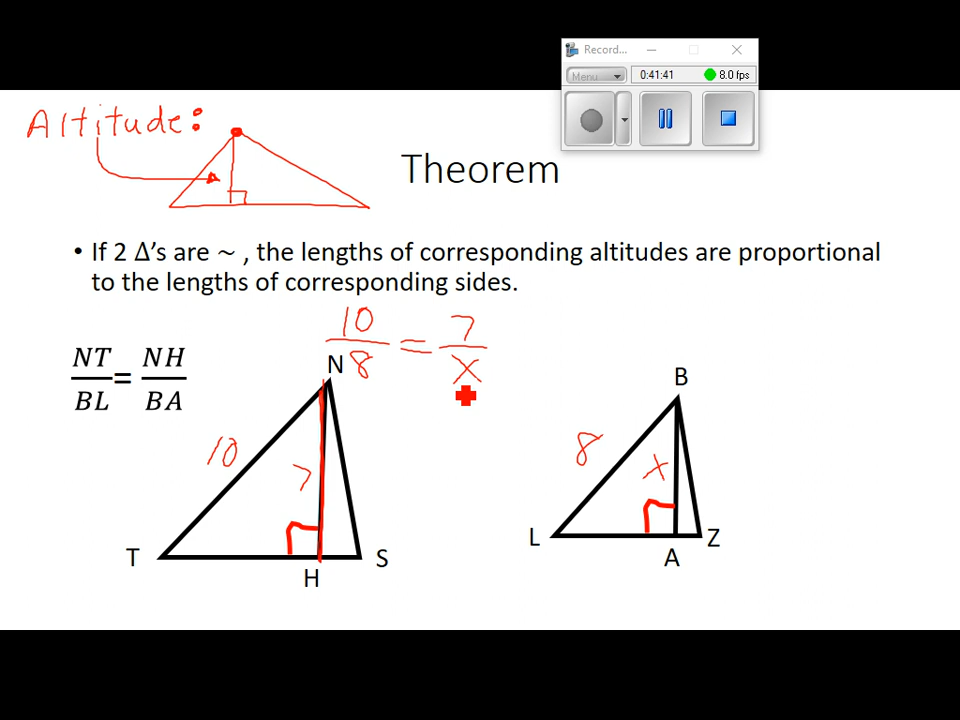 Record...
Menu
0:41:41
8.0 fps
Altitude:
Theorem
• If 2 Δ's are ~ , the lengths of corresponding altitudes are proportional
to the lengths of corresponding sides.
NT/BL = NH/BA
10/8 = 7/x
N
10
7
T
H
S
B
8
x
L
A
Z